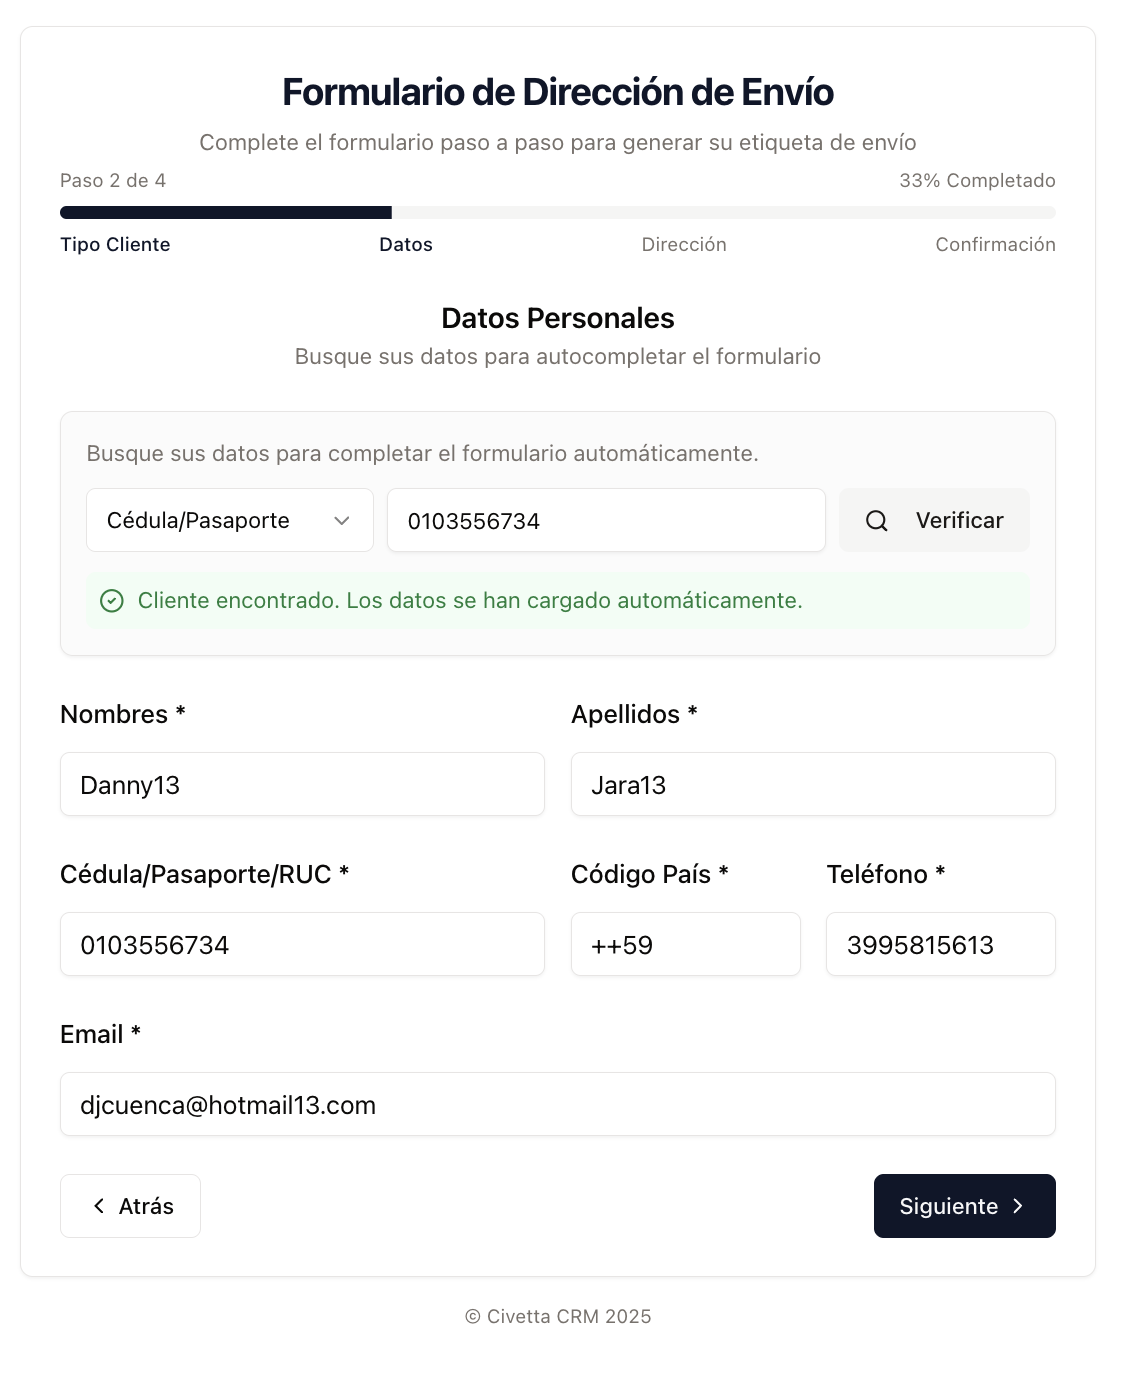 Formulario de Dirección de Envío
Complete el formulario paso a paso para generar su etiqueta de envío
Paso 2 de 4 33% Completado
Tipo Cliente Datos Dirección Confirmación
Datos Personales
Busque sus datos para autocompletar el formulario
Busque sus datos para completar el formulario automáticamente.
Cédula/Pasaporte 0103556734 Verificar
Cliente encontrado. Los datos se han cargado automáticamente.
Nombres * Apellidos *
Danny13 Jara13
Cédula/Pasaporte/RUC * Código País * Teléfono *
0103556734 ++59 3995815613
Email *
djcuenca@hotmail13.com
Atrás Siguiente
© Civetta CRM 2025